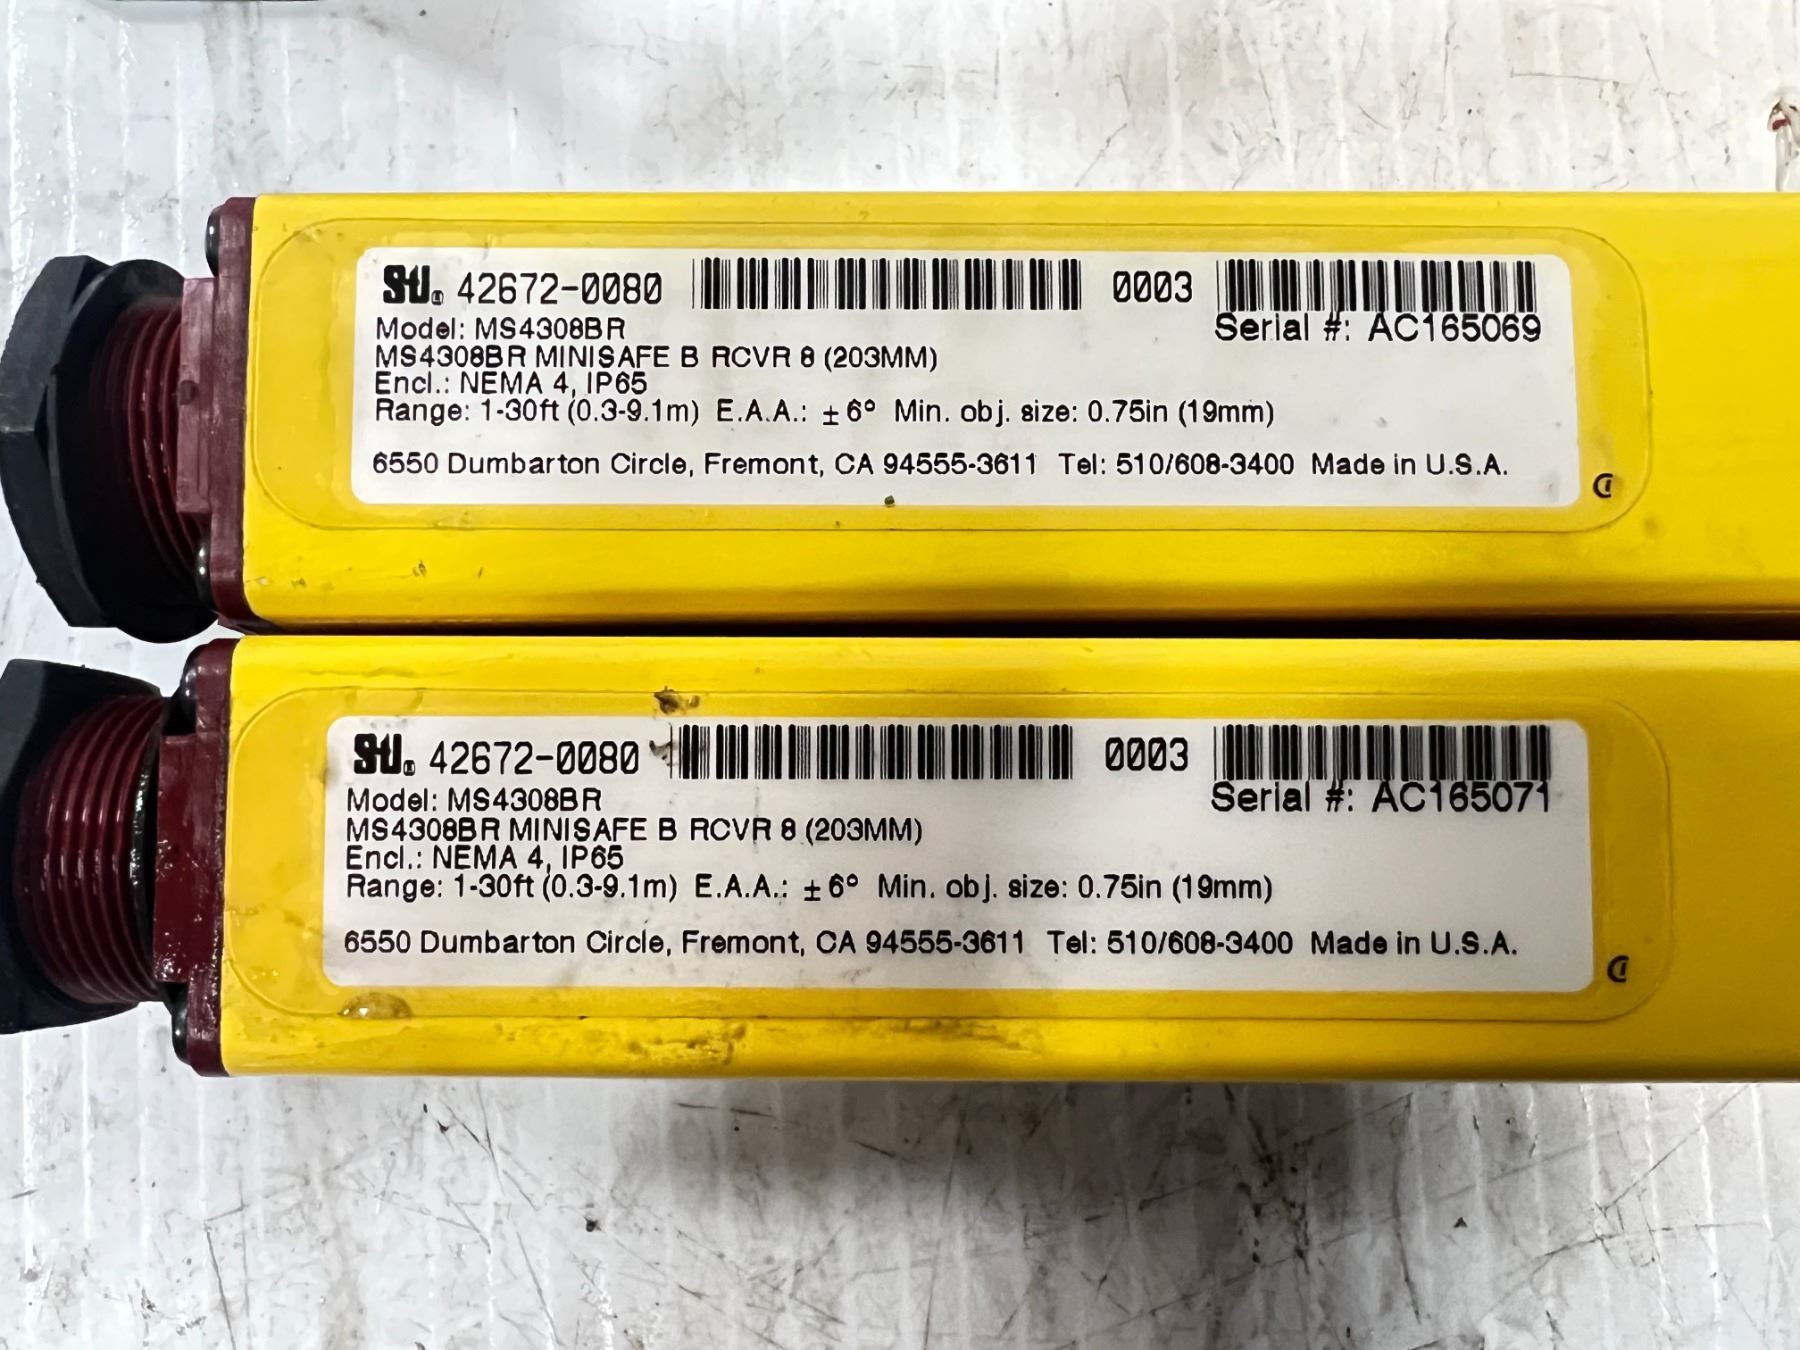 STI. 42672-0080 0003
Serial #: AC165069
Model: MS4308BR
MS4308BR MINISAFE B RCVR 8 (203MM)
Encl.: NEMA 4, IP65
Range: 1-30ft (0.3-9.1m) E.A.A.: ± 6° Min. obj. size: 0.75in (19mm)
6550 Dumbarton Circle, Fremont, CA 94555-3611 Tel: 510/608-3400 Made in U.S.A.
STI. 42672-0080 0003
Serial #: AC165071
Model: MS4308BR
MS4308BR MINISAFE B RCVR 8 (203MM)
Encl.: NEMA 4, IP65
Range: 1-30ft (0.3-9.1m) E.A.A.: ± 6° Min. obj. size: 0.75in (19mm)
6550 Dumbarton Circle, Fremont, CA 94555-3611 Tel: 510/608-3400 Made in U.S.A.